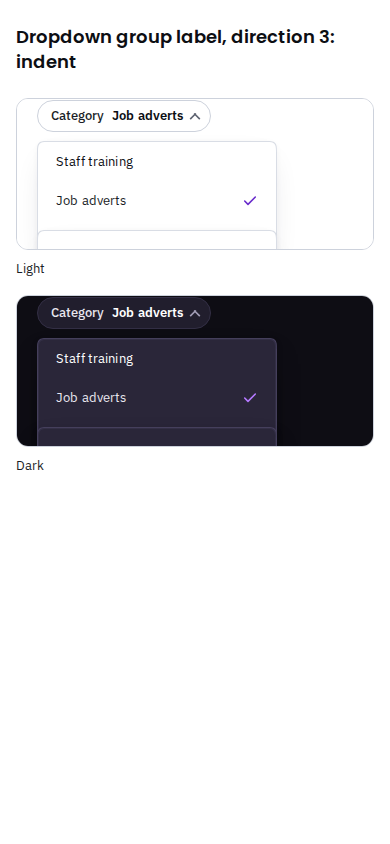 Dropdown group label, direction 3:
indent
Category Job adverts
Staff training
Job adverts
Light
Category Job adverts
Staff training
Job adverts
Dark